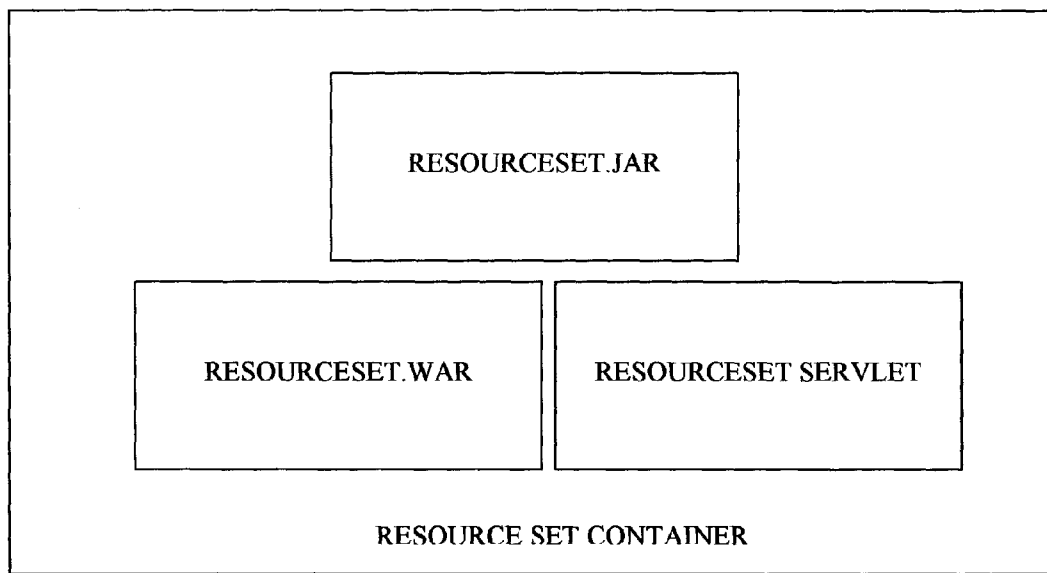 RESOURCESET.JAR
RESOURCESET.WAR
RESOURCESET SERVLET
RESOURCE SET CONTAINER